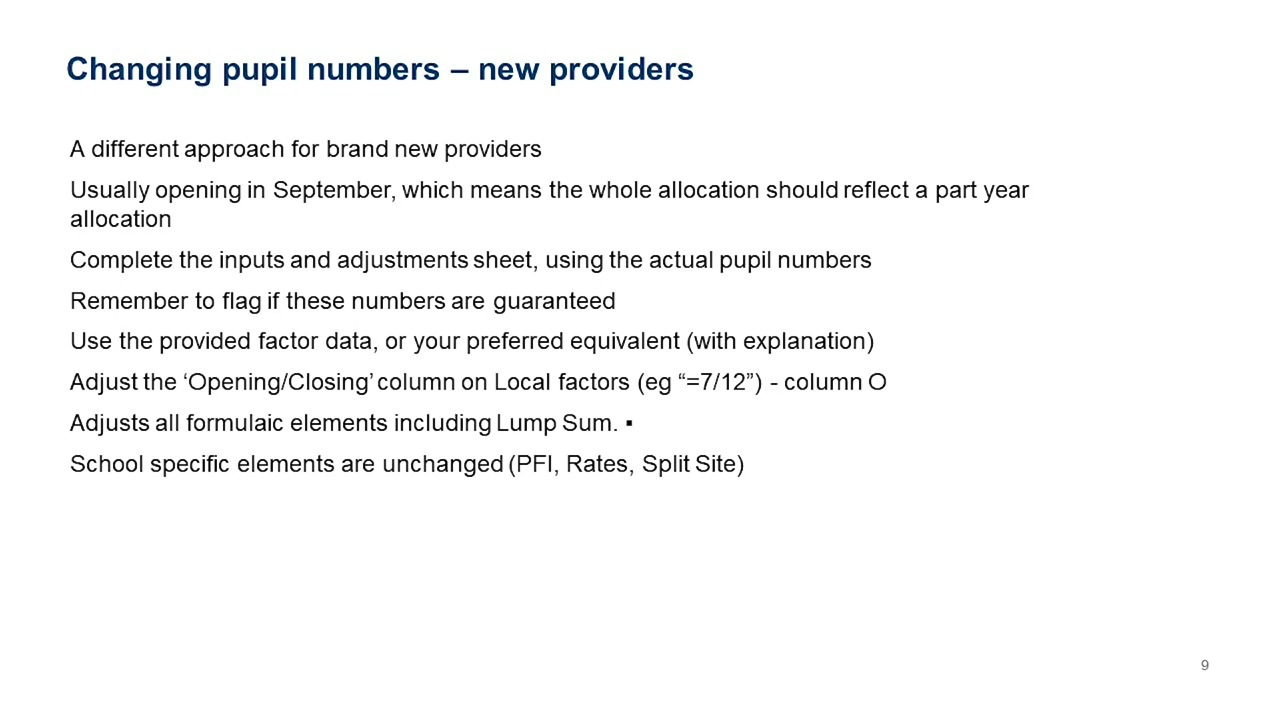 Changing pupil numbers – new providers
A different approach for brand new providers
Usually opening in September, which means the whole allocation should reflect a part year
allocation
Complete the inputs and adjustments sheet, using the actual pupil numbers
Remember to flag if these numbers are guaranteed
Use the provided factor data, or your preferred equivalent (with explanation)
Adjust the ‘Opening/Closing’ column on Local factors (eg “=7/12”) - column O
Adjusts all formulaic elements including Lump Sum. ▪
School specific elements are unchanged (PFI, Rates, Split Site)
9